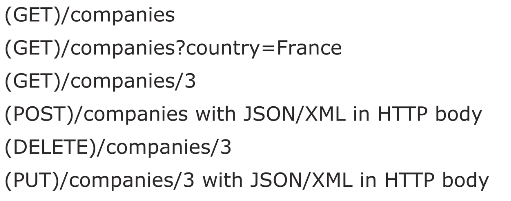 (GET)/companies
(GET)/companies?country=France
(GET)/companies/3
(POST)/companies with JSON/XML in HTTP body
(DELETE)/companies/3
(PUT)/companies/3 with JSON/XML in HTTP body